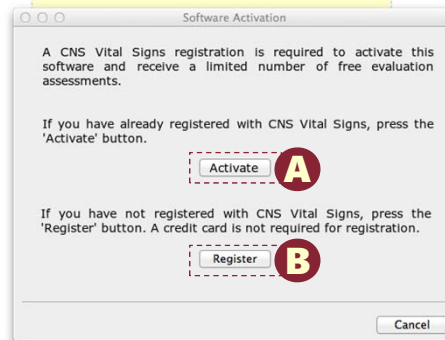 Software Activation
A CNS Vital Signs registration is required to activate this
software and receive a limited number of free evaluation
assessments.
If you have already registered with CNS Vital Signs, press the
'Activate' button.
Activate A
If you have not registered with CNS Vital Signs, press the
'Register' button. A credit card is not required for registration.
Register B
Cancel